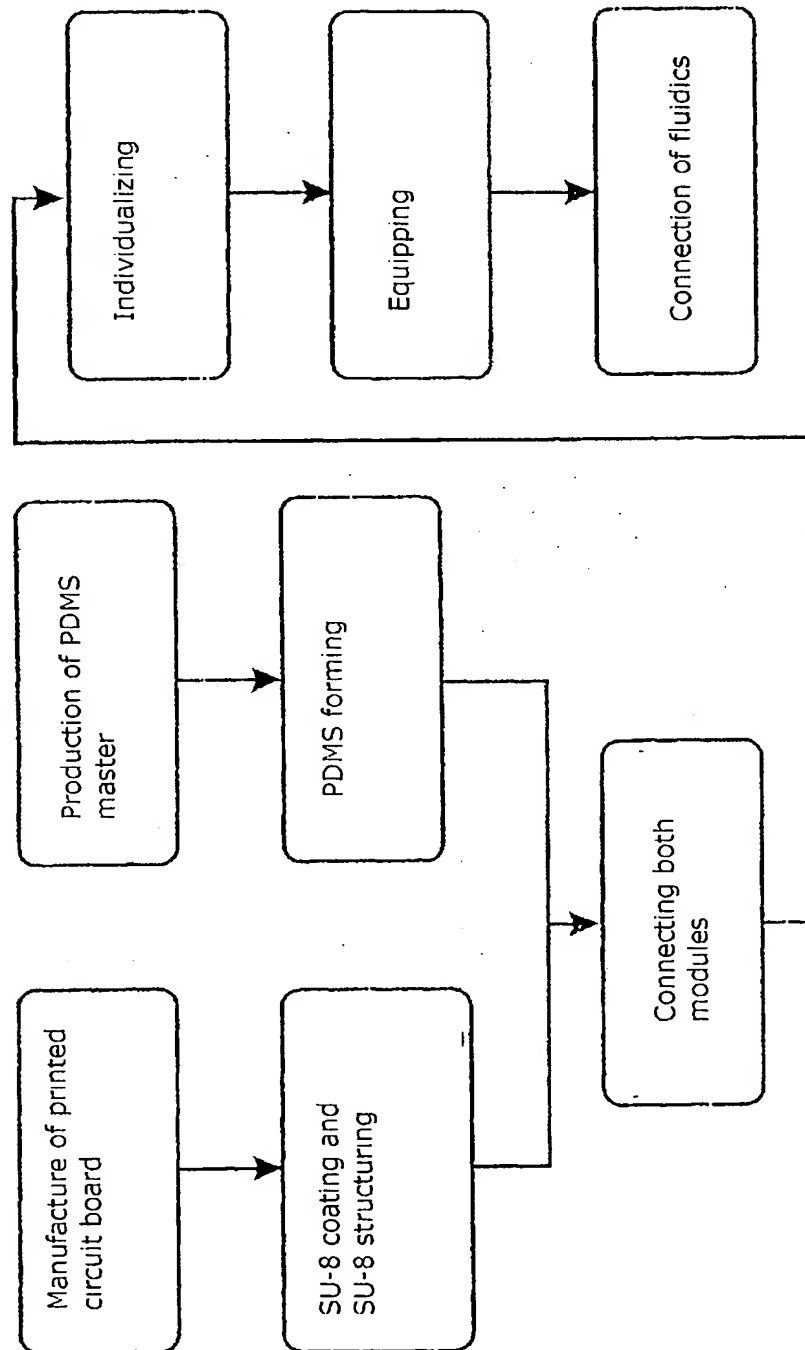 Manufacture of printed
circuit board
SU-8 coating and
SU-8 structuring
Production of PDMS
master
PDMS forming
Connecting both
modules
Individualizing
Equipping
Connection of fluidics